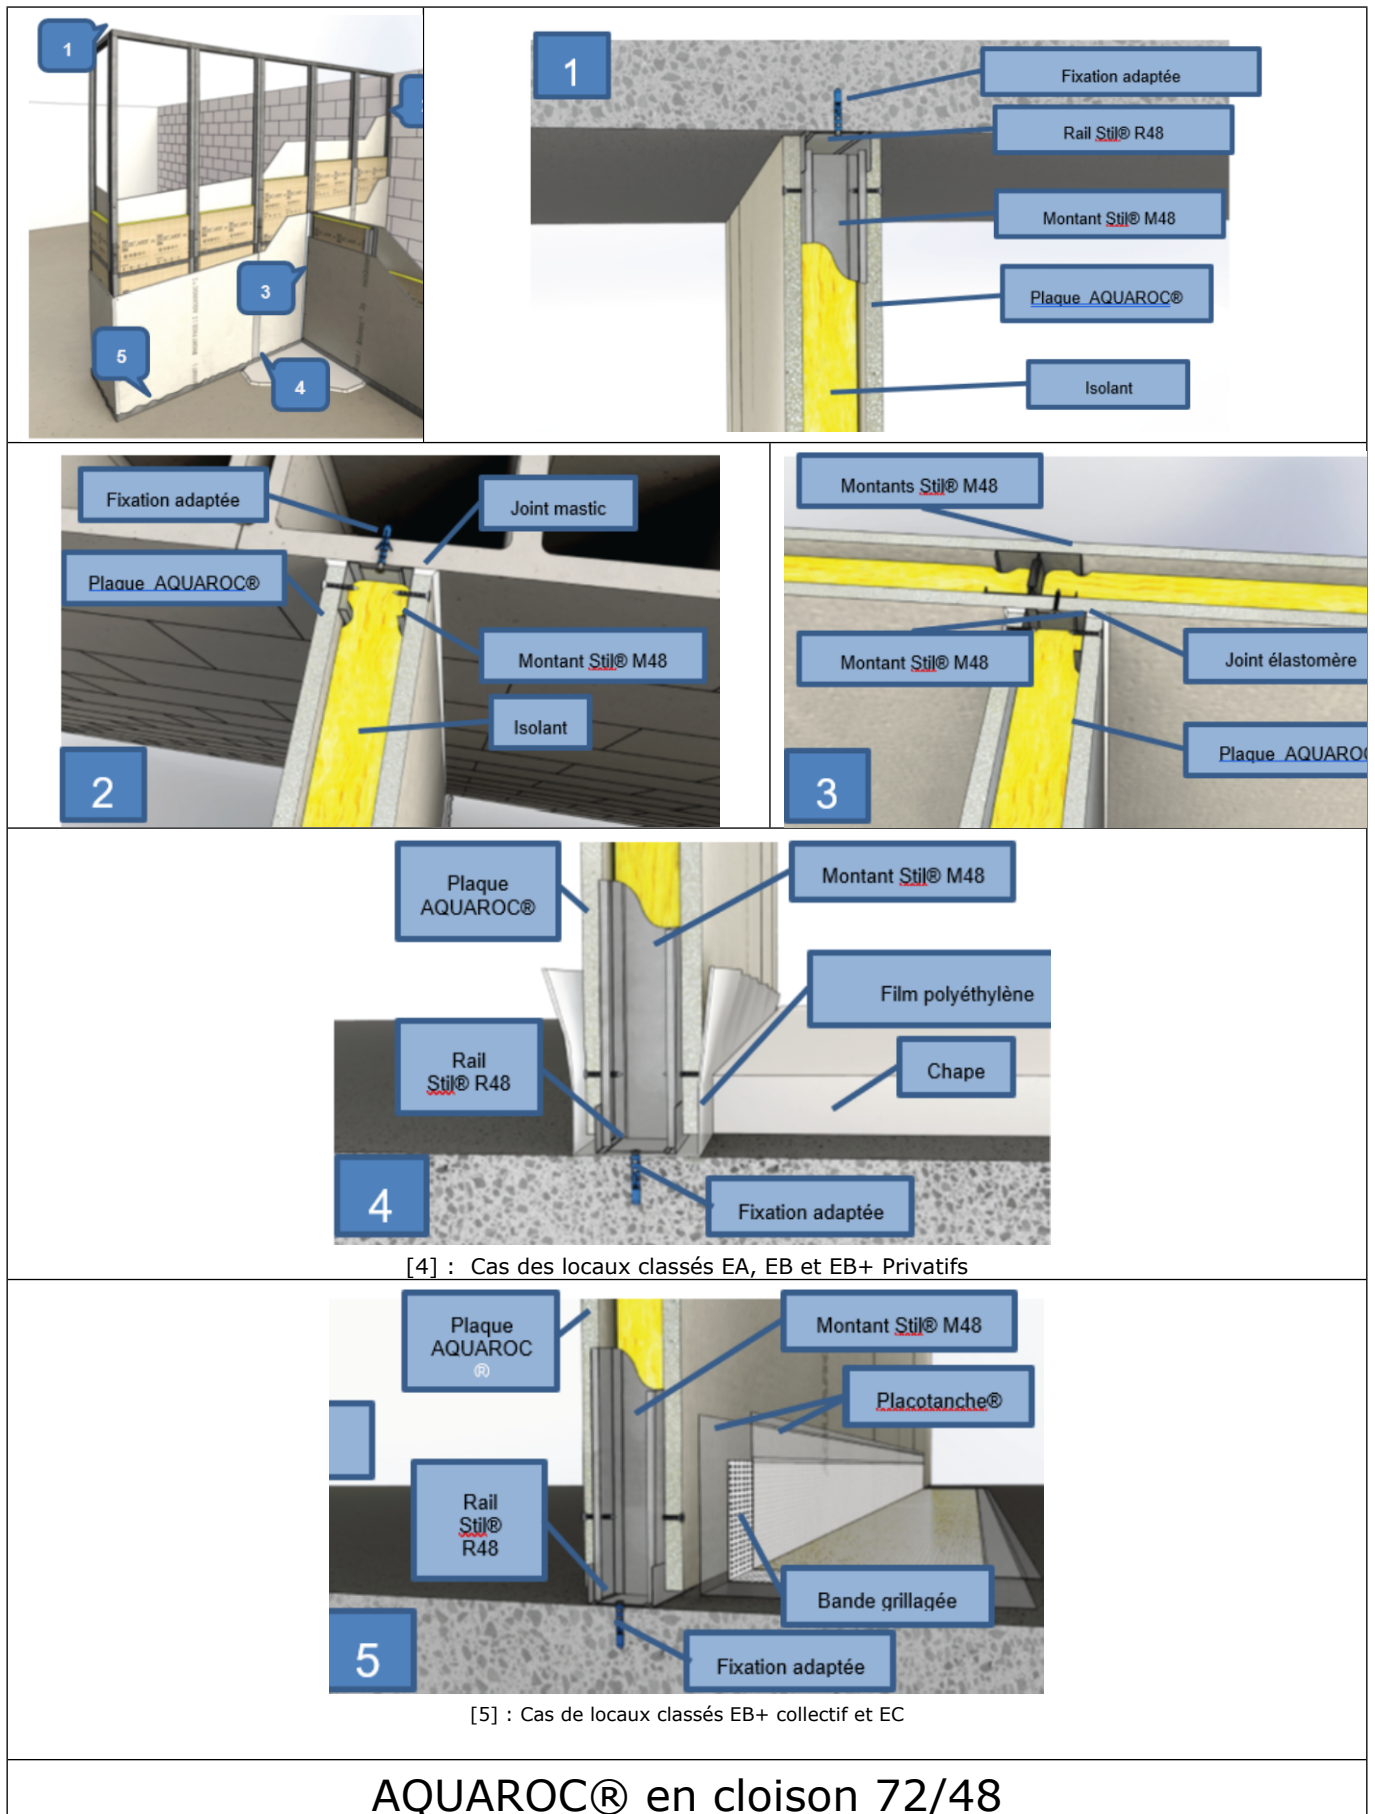 1
3
5
4
1
Fixation adaptée
Rail Stil® R48
Montant Stil® M48
Plaque AQUAROC®
Isolant
Fixation adaptée
Joint mastic
Plaque AQUAROC®
Montant Stil® M48
Isolant
2
Montants Stil® M48
Montant Stil® M48
Joint élastomère
Plaque AQUARO
3
Plaque
AQUAROC®
Montant Stil® M48
Film polyéthylène
Rail
Stil® R48
Chape
4
Fixation adaptée
[4] : Cas des locaux classés EA, EB et EB+ Privatifs
Plaque
AQUAROC
®
Montant Stil® M48
Placotanche®
Rail
Stil®
R48
Bande grillagée
5
Fixation adaptée
[5] : Cas de locaux classés EB+ collectif et EC
AQUAROC® en cloison 72/48